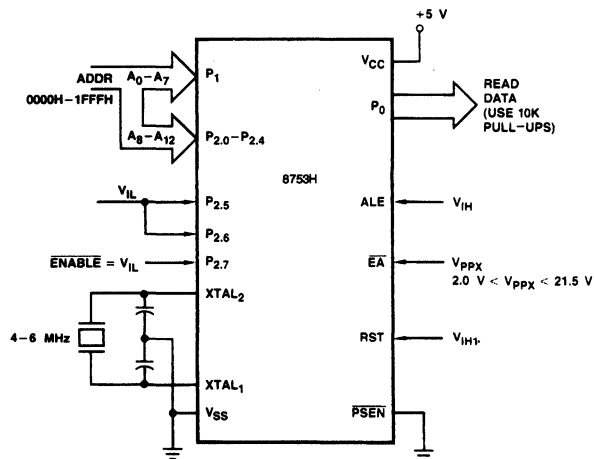 +5 V
ADDR
0000H–1FFFH
A0–A7
P1
A8–A12
P2.0–P2.4
VCC
P0
READ
DATA
(USE 10K
PULL–UPS)
8753H
VIL
P2.5
P2.6
ENABLE = VIL
P2.7
ALE
VIH
EA
VPPX
2.0 V < VPPX < 21.5 V
4–6 MHz
XTAL2
XTAL1
VSS
RST
VIH1.
PSEN